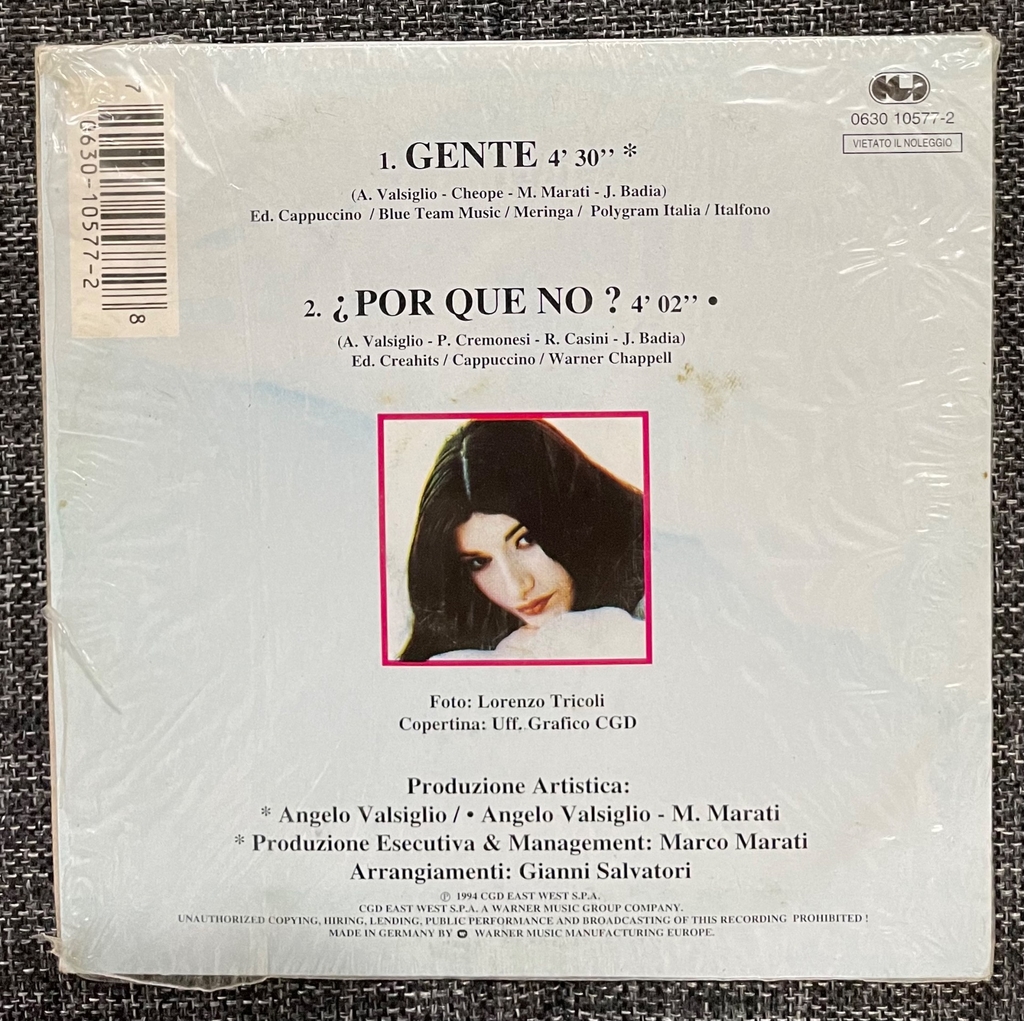 CGD
0630 10577-2
VIETATO IL NOLEGGIO
7
0630-10577-2
8
1. GENTE 4' 30'' *
(A. Valsiglio - Cheope - M. Marati - J. Badia)
Ed. Cappuccino / Blue Team Music / Meringa / Polygram Italia / Italfono
2. ¿POR QUE NO ? 4' 02'' •
(A. Valsiglio - P. Cremonesi - R. Casini - J. Badia)
Ed. Creahits / Cappuccino / Warner Chappell
Foto: Lorenzo Tricoli
Copertina: Uff. Grafico CGD
Produzione Artistica:
* Angelo Valsiglio / • Angelo Valsiglio - M. Marati
* Produzione Esecutiva & Management: Marco Marati
Arrangiamenti: Gianni Salvatori
℗ 1994 CGD EAST WEST S.P.A.
CGD EAST WEST S.P.A. A WARNER MUSIC GROUP COMPANY.
UNAUTHORIZED COPYING, HIRING, LENDING, PUBLIC PERFORMANCE AND BROADCASTING OF THIS RECORDING PROHIBITED !
MADE IN GERMANY BY WARNER MUSIC MANUFACTURING EUROPE.